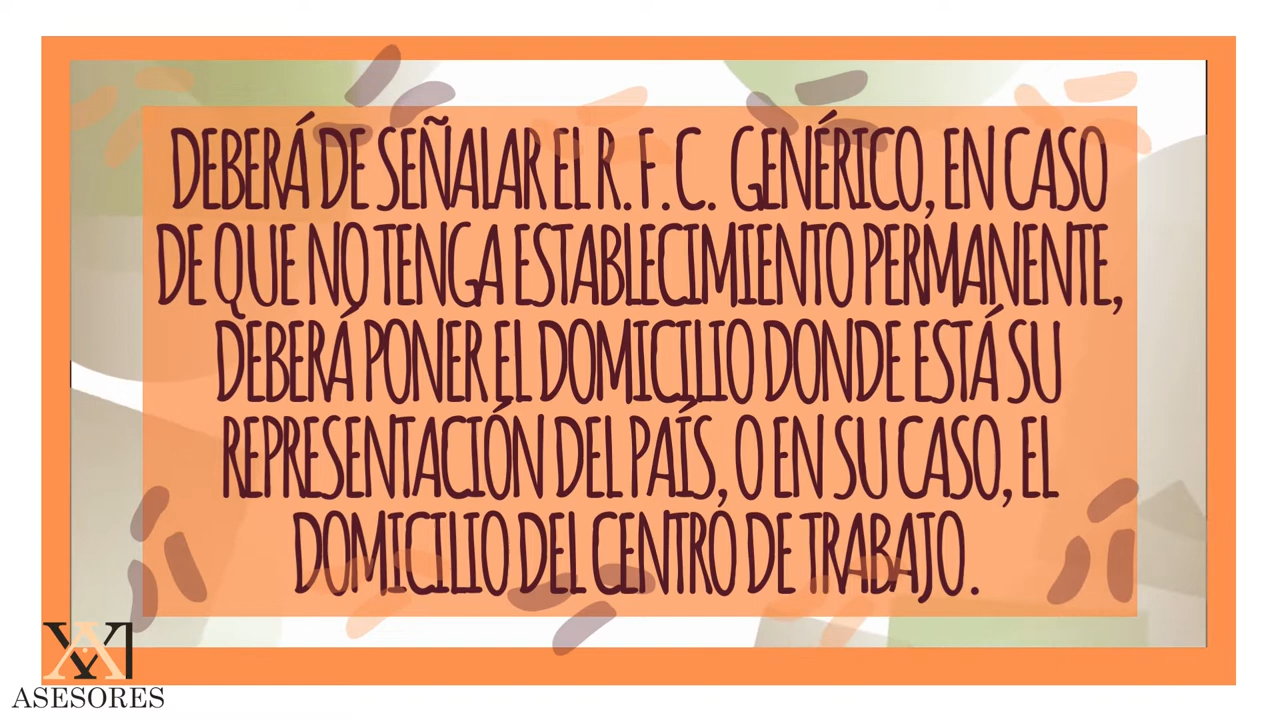 DEBERÁ DE SEÑALAR EL R. F. C. GENÉRICO, EN CASO
DE QUE NO TENGA ESTABLECIMIENTO PERMANENTE,
DEBERÁ PONER EL DOMICILIO DONDE ESTÁ SU
REPRESENTACIÓN DEL PAÍS, O EN SU CASO, EL
DOMICILIO DEL CENTRO DE TRABAJO.
ASESORES